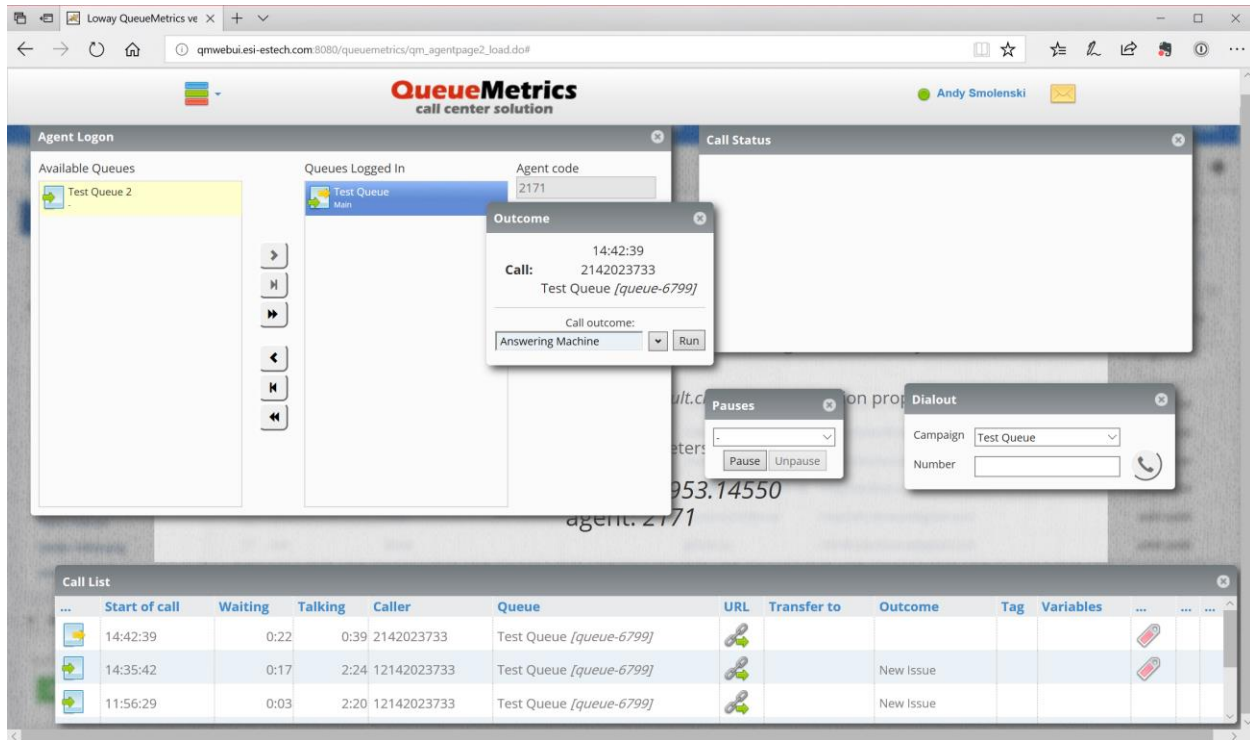 Loway QueueMetrics ve
qmwebui.esi-estech.com:8080/queuemetrics/qm_agentpage2_load.do#
QueueMetrics
call center solution
Andy Smolenski
Agent Logon
Available Queues
Queues Logged In
Agent code
Test Queue 2
-
Test Queue
Main
2171
Outcome
14:42:39
Call: 2142023733
Test Queue [queue-6799]
Call outcome:
Answering Machine
Run
Call Status
Pauses
-
Pause
Unpause
Dialout
Campaign Test Queue
Number
953.14550
agent: 2171
Call List
... Start of call Waiting Talking Caller Queue URL Transfer to Outcome Tag Variables ... ... ...
14:42:39 0:22 0:39 2142023733 Test Queue [queue-6799]
14:35:42 0:17 2:24 12142023733 Test Queue [queue-6799] New Issue
11:56:29 0:03 2:20 12142023733 Test Queue [queue-6799] New Issue